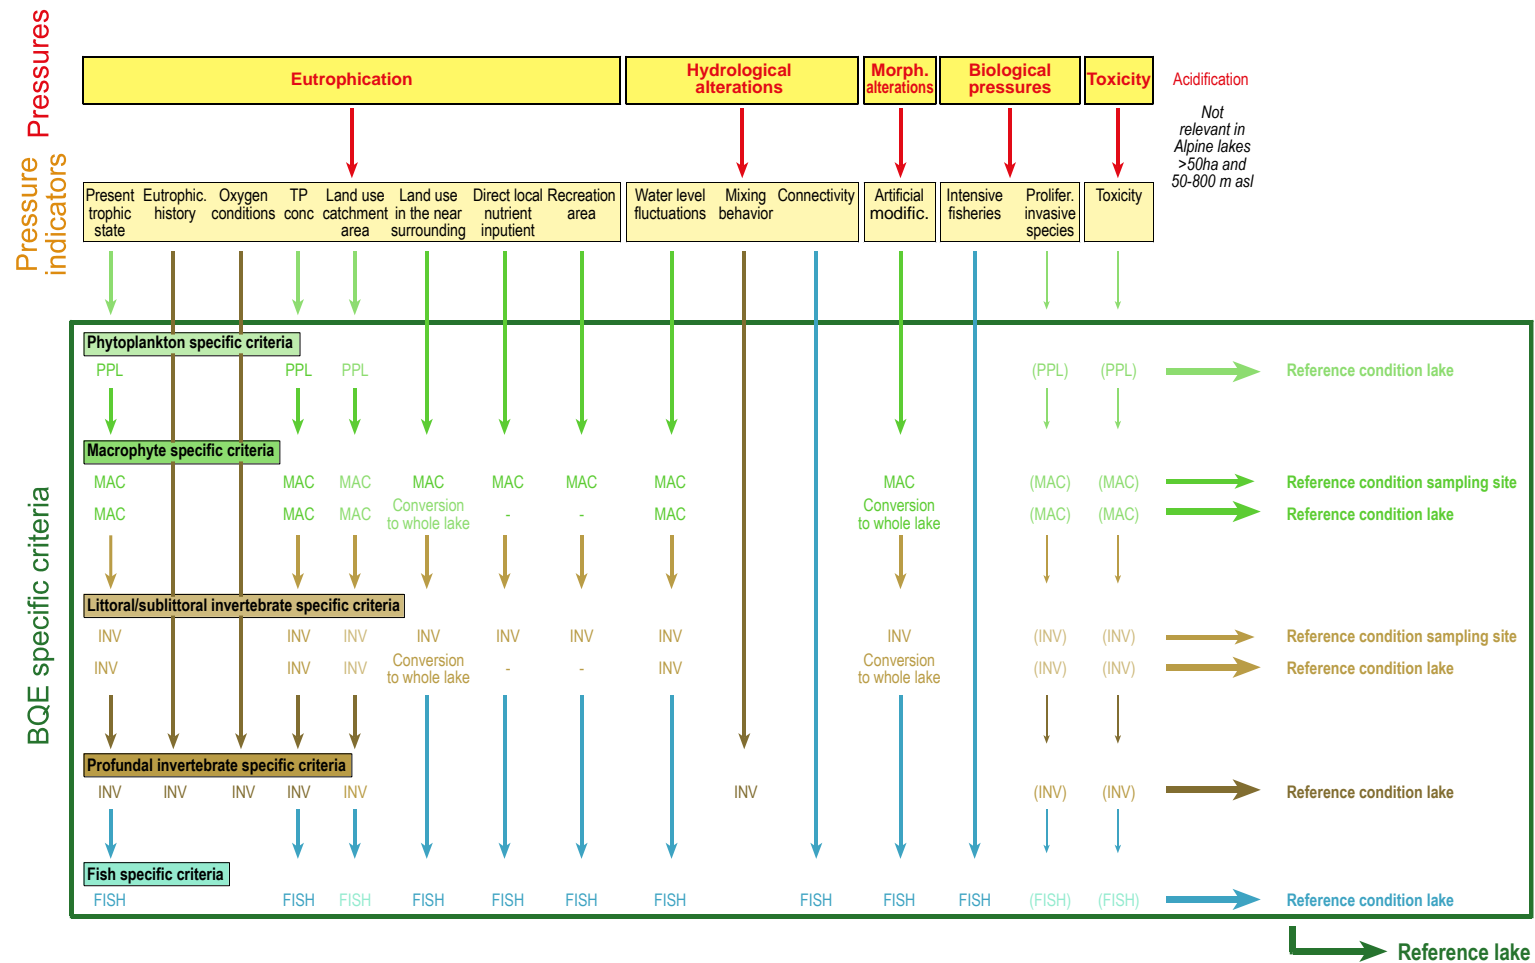 Pressures
Eutrophication
Hydrological
alterations
Morph.
alterations
Biological
pressures
Toxicity
Acidification
Not
relevant in
Alpine lakes
>50ha and
50-800 m asl
Pressure
indicators
Present
trophic
state
Eutrophic.
history
Oxygen
conditions
TP
conc
Land use
catchment
area
Land use
in the near
surrounding
Direct local
nutrient
inputient
Recreation
area
Water level
fluctuations
Mixing
behavior
Connectivity
Artificial
modific.
Intensive
fisheries
Prolifer.
invasive
species
Toxicity
BQE specific criteria
Phytoplankton specific criteria
PPL PPL PPL (PPL) (PPL) Reference condition lake
Macrophyte specific criteria
MAC MAC MAC MAC MAC MAC MAC MAC (MAC) (MAC) Reference condition sampling site
MAC MAC MAC Conversion
to whole lake - - MAC Conversion
to whole lake (MAC) (MAC) Reference condition lake
Littoral/sublittoral invertebrate specific criteria
INV INV INV INV INV INV INV INV (INV) (INV) Reference condition sampling site
INV INV INV Conversion
to whole lake - - INV Conversion
to whole lake (INV) (INV) Reference condition lake
Profundal invertebrate specific criteria
INV INV INV INV INV INV (INV) (INV) Reference condition lake
Fish specific criteria
FISH FISH FISH FISH FISH FISH FISH FISH FISH FISH (FISH) (FISH) Reference condition lake
Reference lake